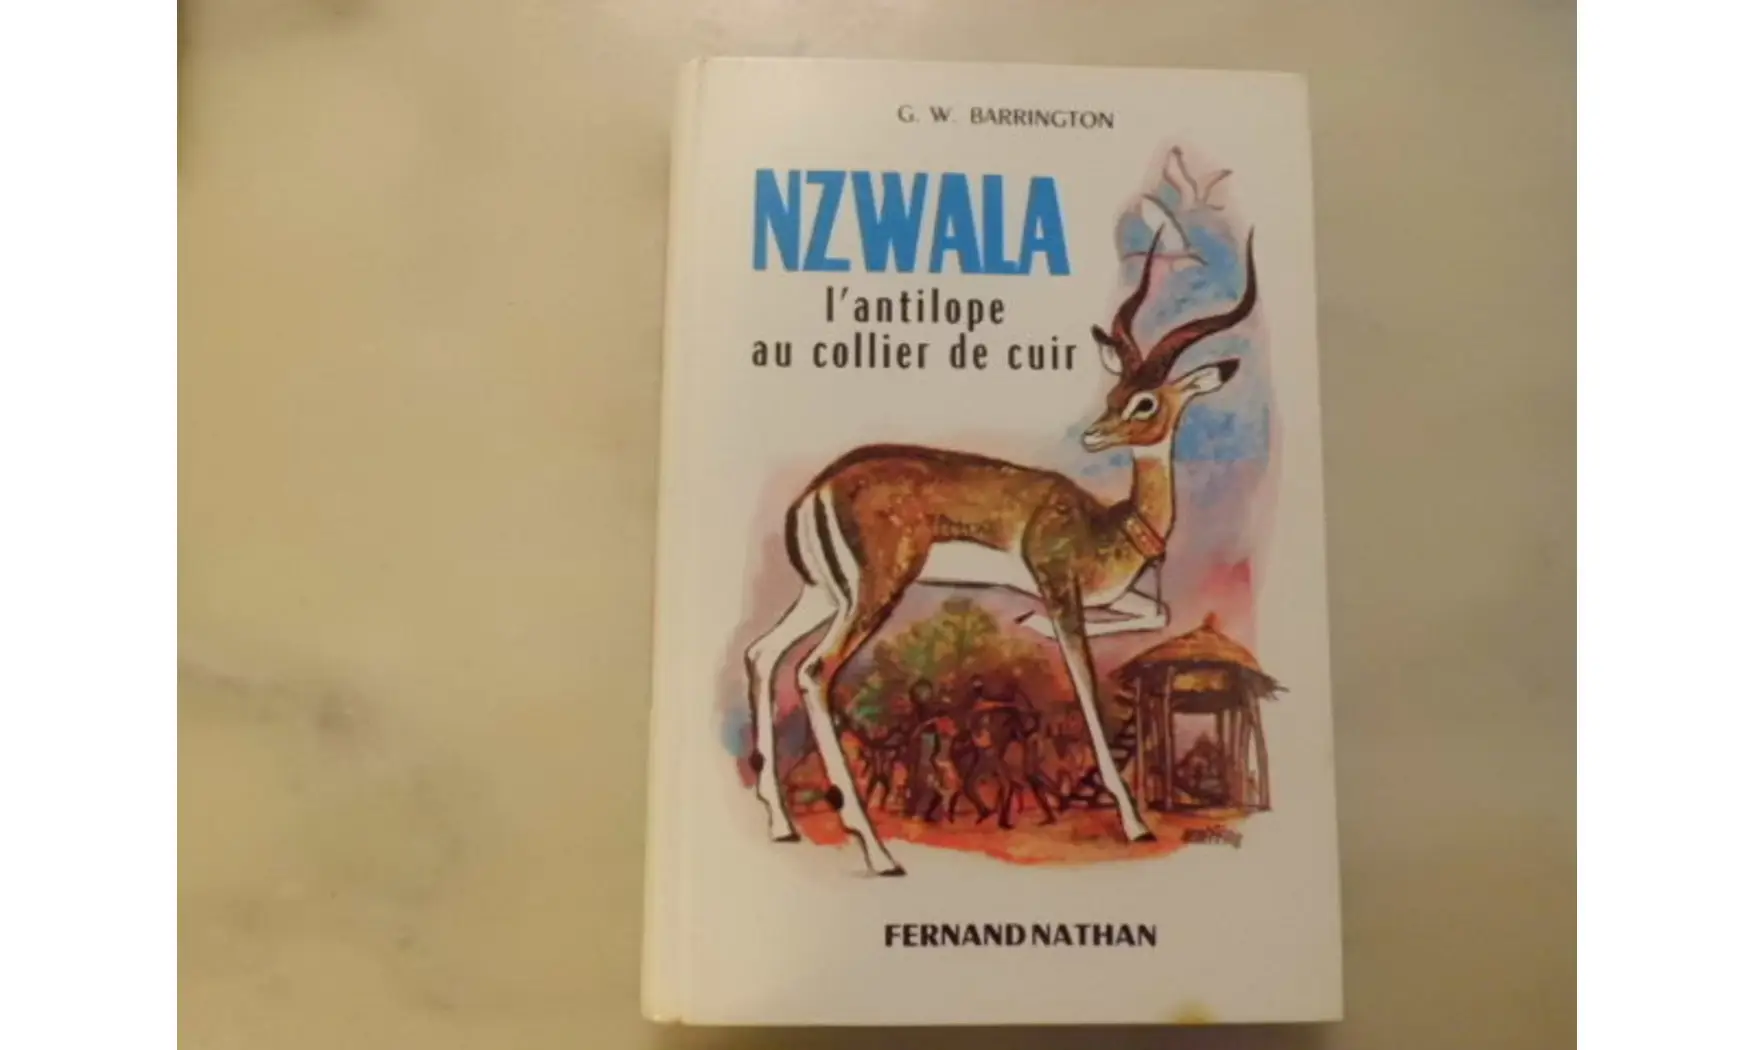 G. W. BARRINGTON
NZWALA
l'antilope
au collier de cuir
FERNAND NATHAN